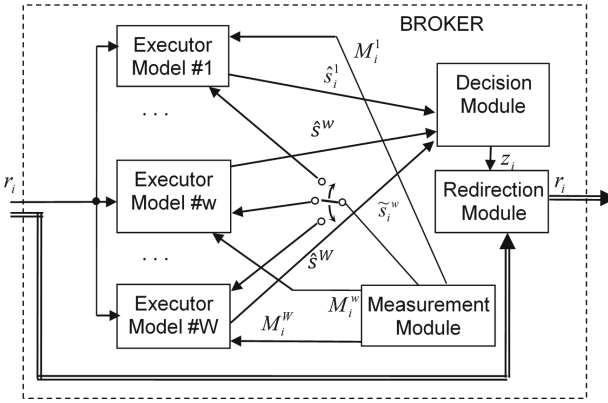 BROKER
Executor
Model #1
M_i^1
ŝ_i^1
Decision
Module
. . .
ŝ^w
r_i
z_i
r_i
Executor
Model #w
Redirection
Module
s̃_i^w
. . .
ŝ^W
Executor
Model #W
M_i^w
Measurement
Module
M_i^W